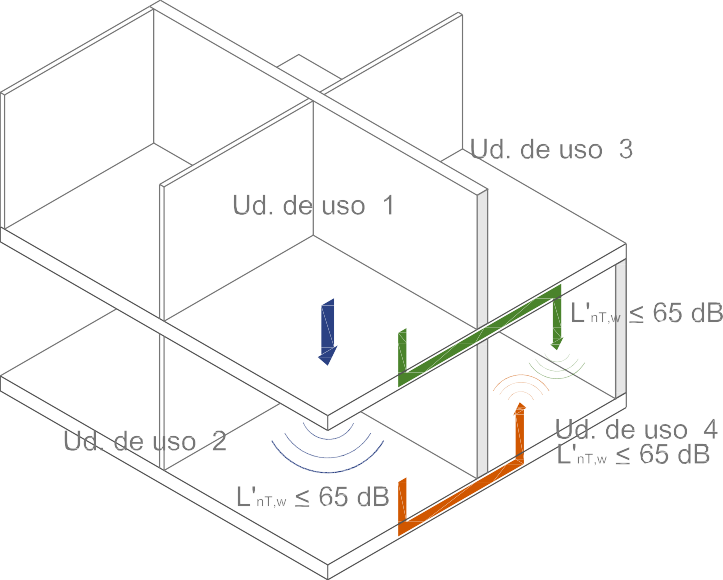 Ud. de uso 3
Ud. de uso 1
L'nT,w ≤ 65 dB
Ud. de uso 4
Ud. de uso 2
L'nT,w ≤ 65 dB
L'nT,w ≤ 65 dB